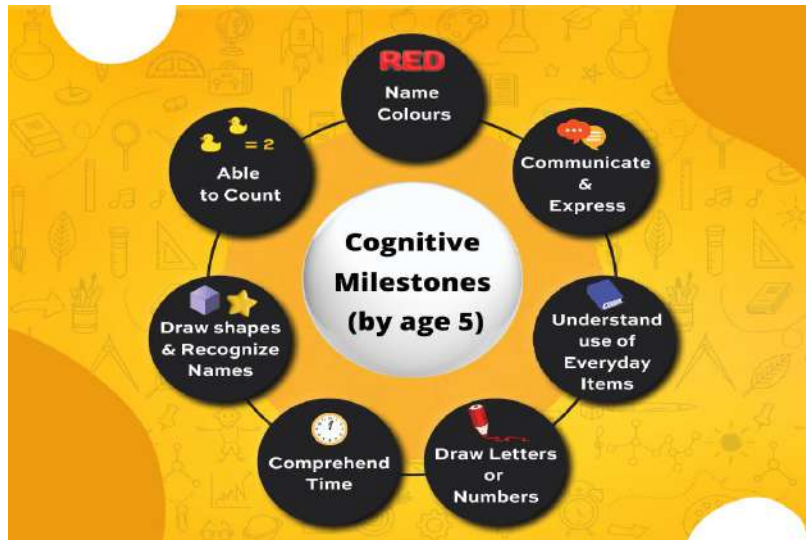 Cognitive
Milestones
(by age 5)
RED
Name
Colours
Communicate
&
Express
Understand
use of
Everyday
Items
Draw Letters
or
Numbers
Comprehend
Time
Draw shapes
& Recognize
Names
= 2
Able
to Count